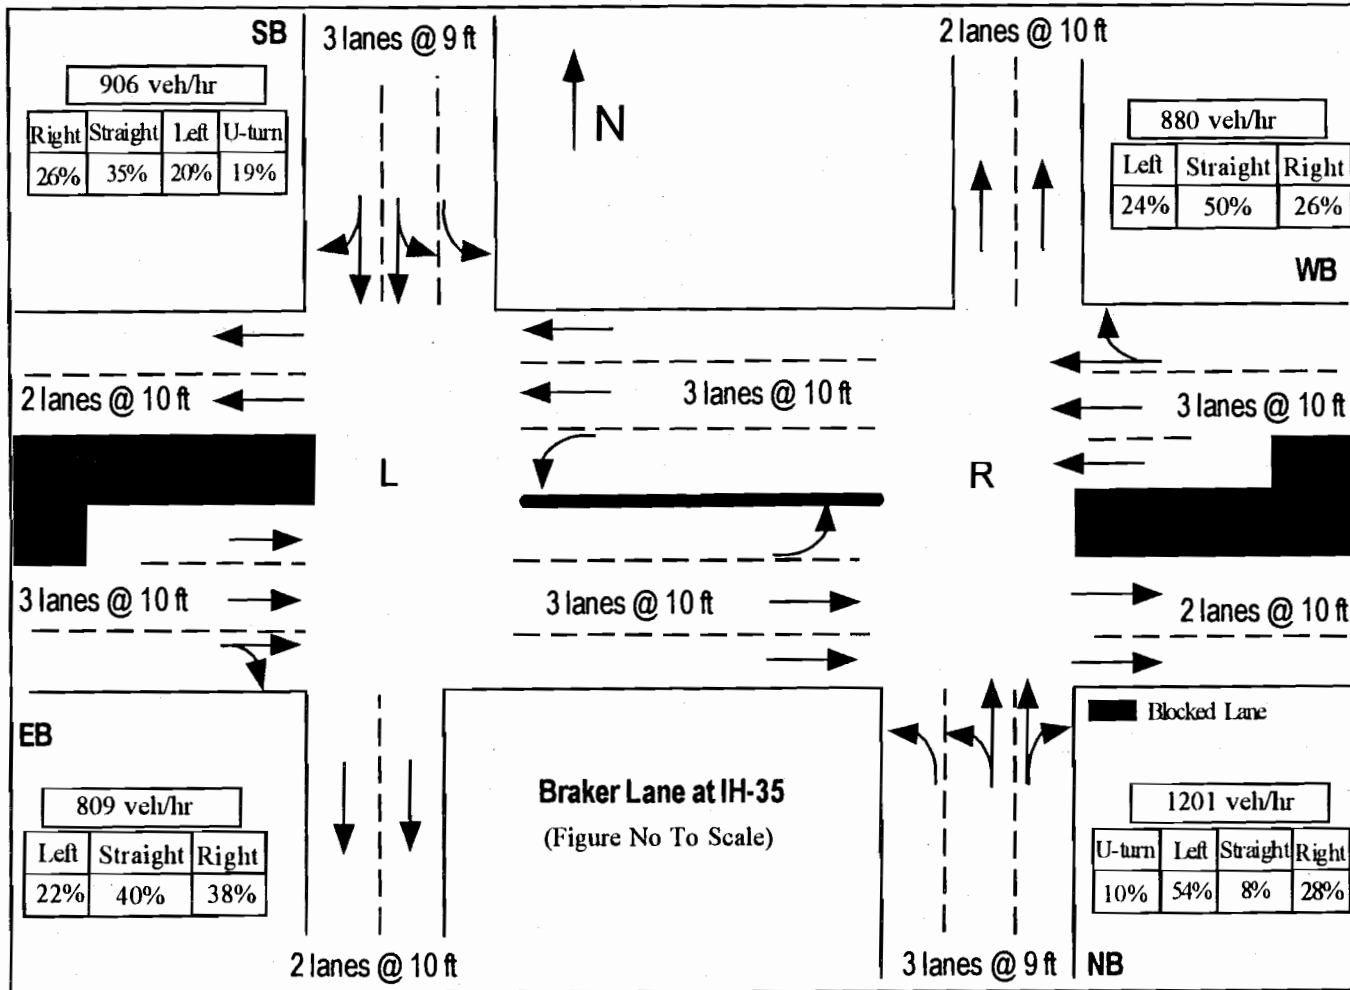 SB
3 lanes @ 9 ft
2 lanes @ 10 ft
906 veh/hr
Right Straight Left U-turn
26% 35% 20% 19%
N
880 veh/hr
Left Straight Right
24% 50% 26%
WB
2 lanes @ 10 ft
3 lanes @ 10 ft
3 lanes @ 10 ft
L
R
3 lanes @ 10 ft
3 lanes @ 10 ft
2 lanes @ 10 ft
EB
Blocked Lane
809 veh/hr
Left Straight Right
22% 40% 38%
Braker Lane at IH-35
(Figure No To Scale)
1201 veh/hr
U-turn Left Straight Right
10% 54% 8% 28%
2 lanes @ 10 ft
3 lanes @ 9 ft
NB